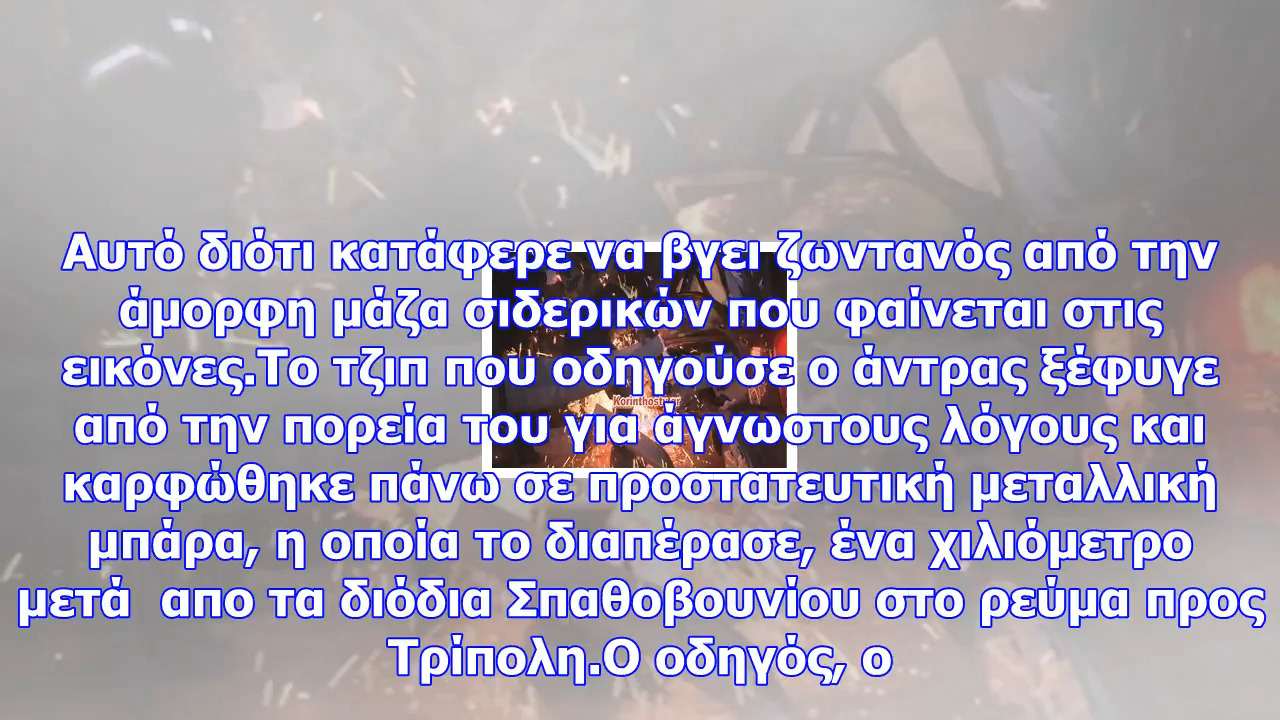 Αυτό διότι κατάφερε να βγει ζωντανός από την
άμορφη μάζα σιδερικών που φαίνεται στις
εικόνες.Το τζιπ που οδηγούσε ο άντρας ξέφυγε
από την πορεία του για άγνωστους λόγους και
καρφώθηκε πάνω σε προστατευτική μεταλλική
μπάρα, η οποία το διαπέρασε, ένα χιλιόμετρο
μετά  απο τα διόδια Σπαθοβουνίου στο ρεύμα προς
Τρίπολη.Ο οδηγός, ο